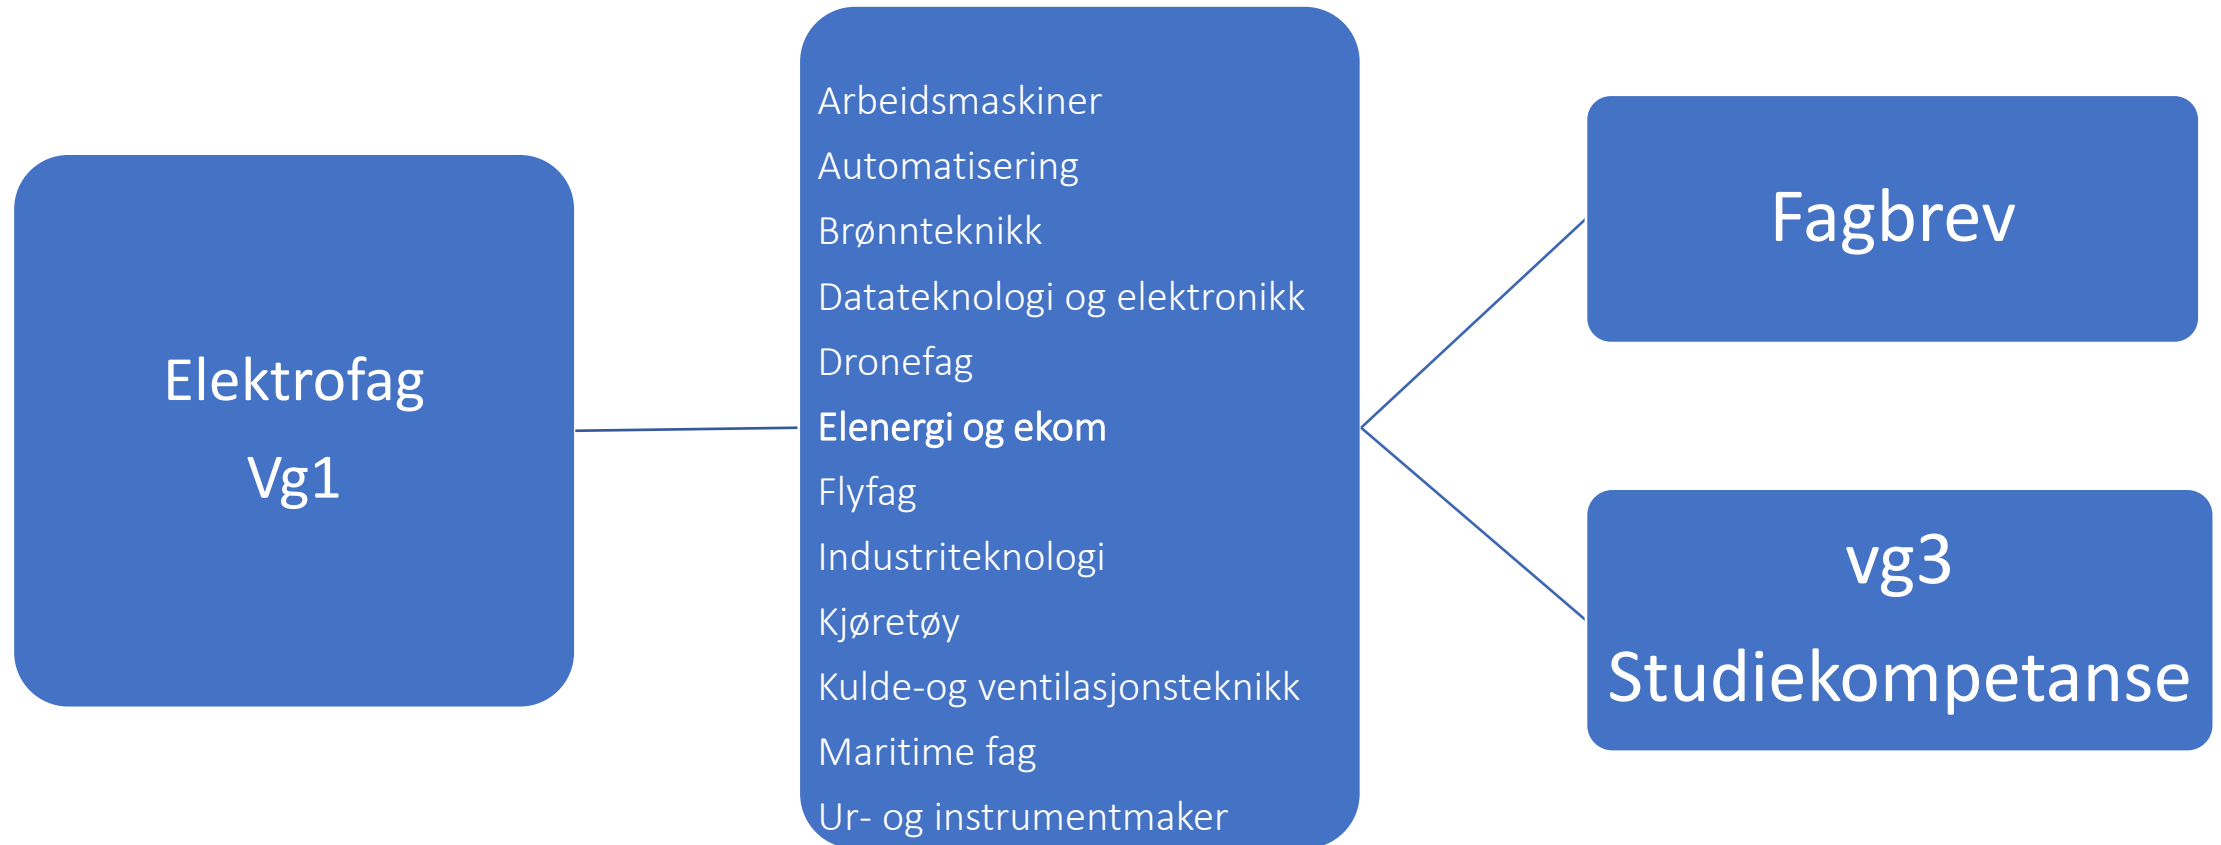 Elektrofag
Vg1
Arbeidsmaskiner
Automatisering
Brønnteknikk
Datateknologi og elektronikk
Dronefag
Elenergi og ekom
Flyfag
Industriteknologi
Kjøretøy
Kulde-og ventilasjonsteknikk
Maritime fag
Ur- og instrumentmaker
Fagbrev
vg3
Studiekompetanse